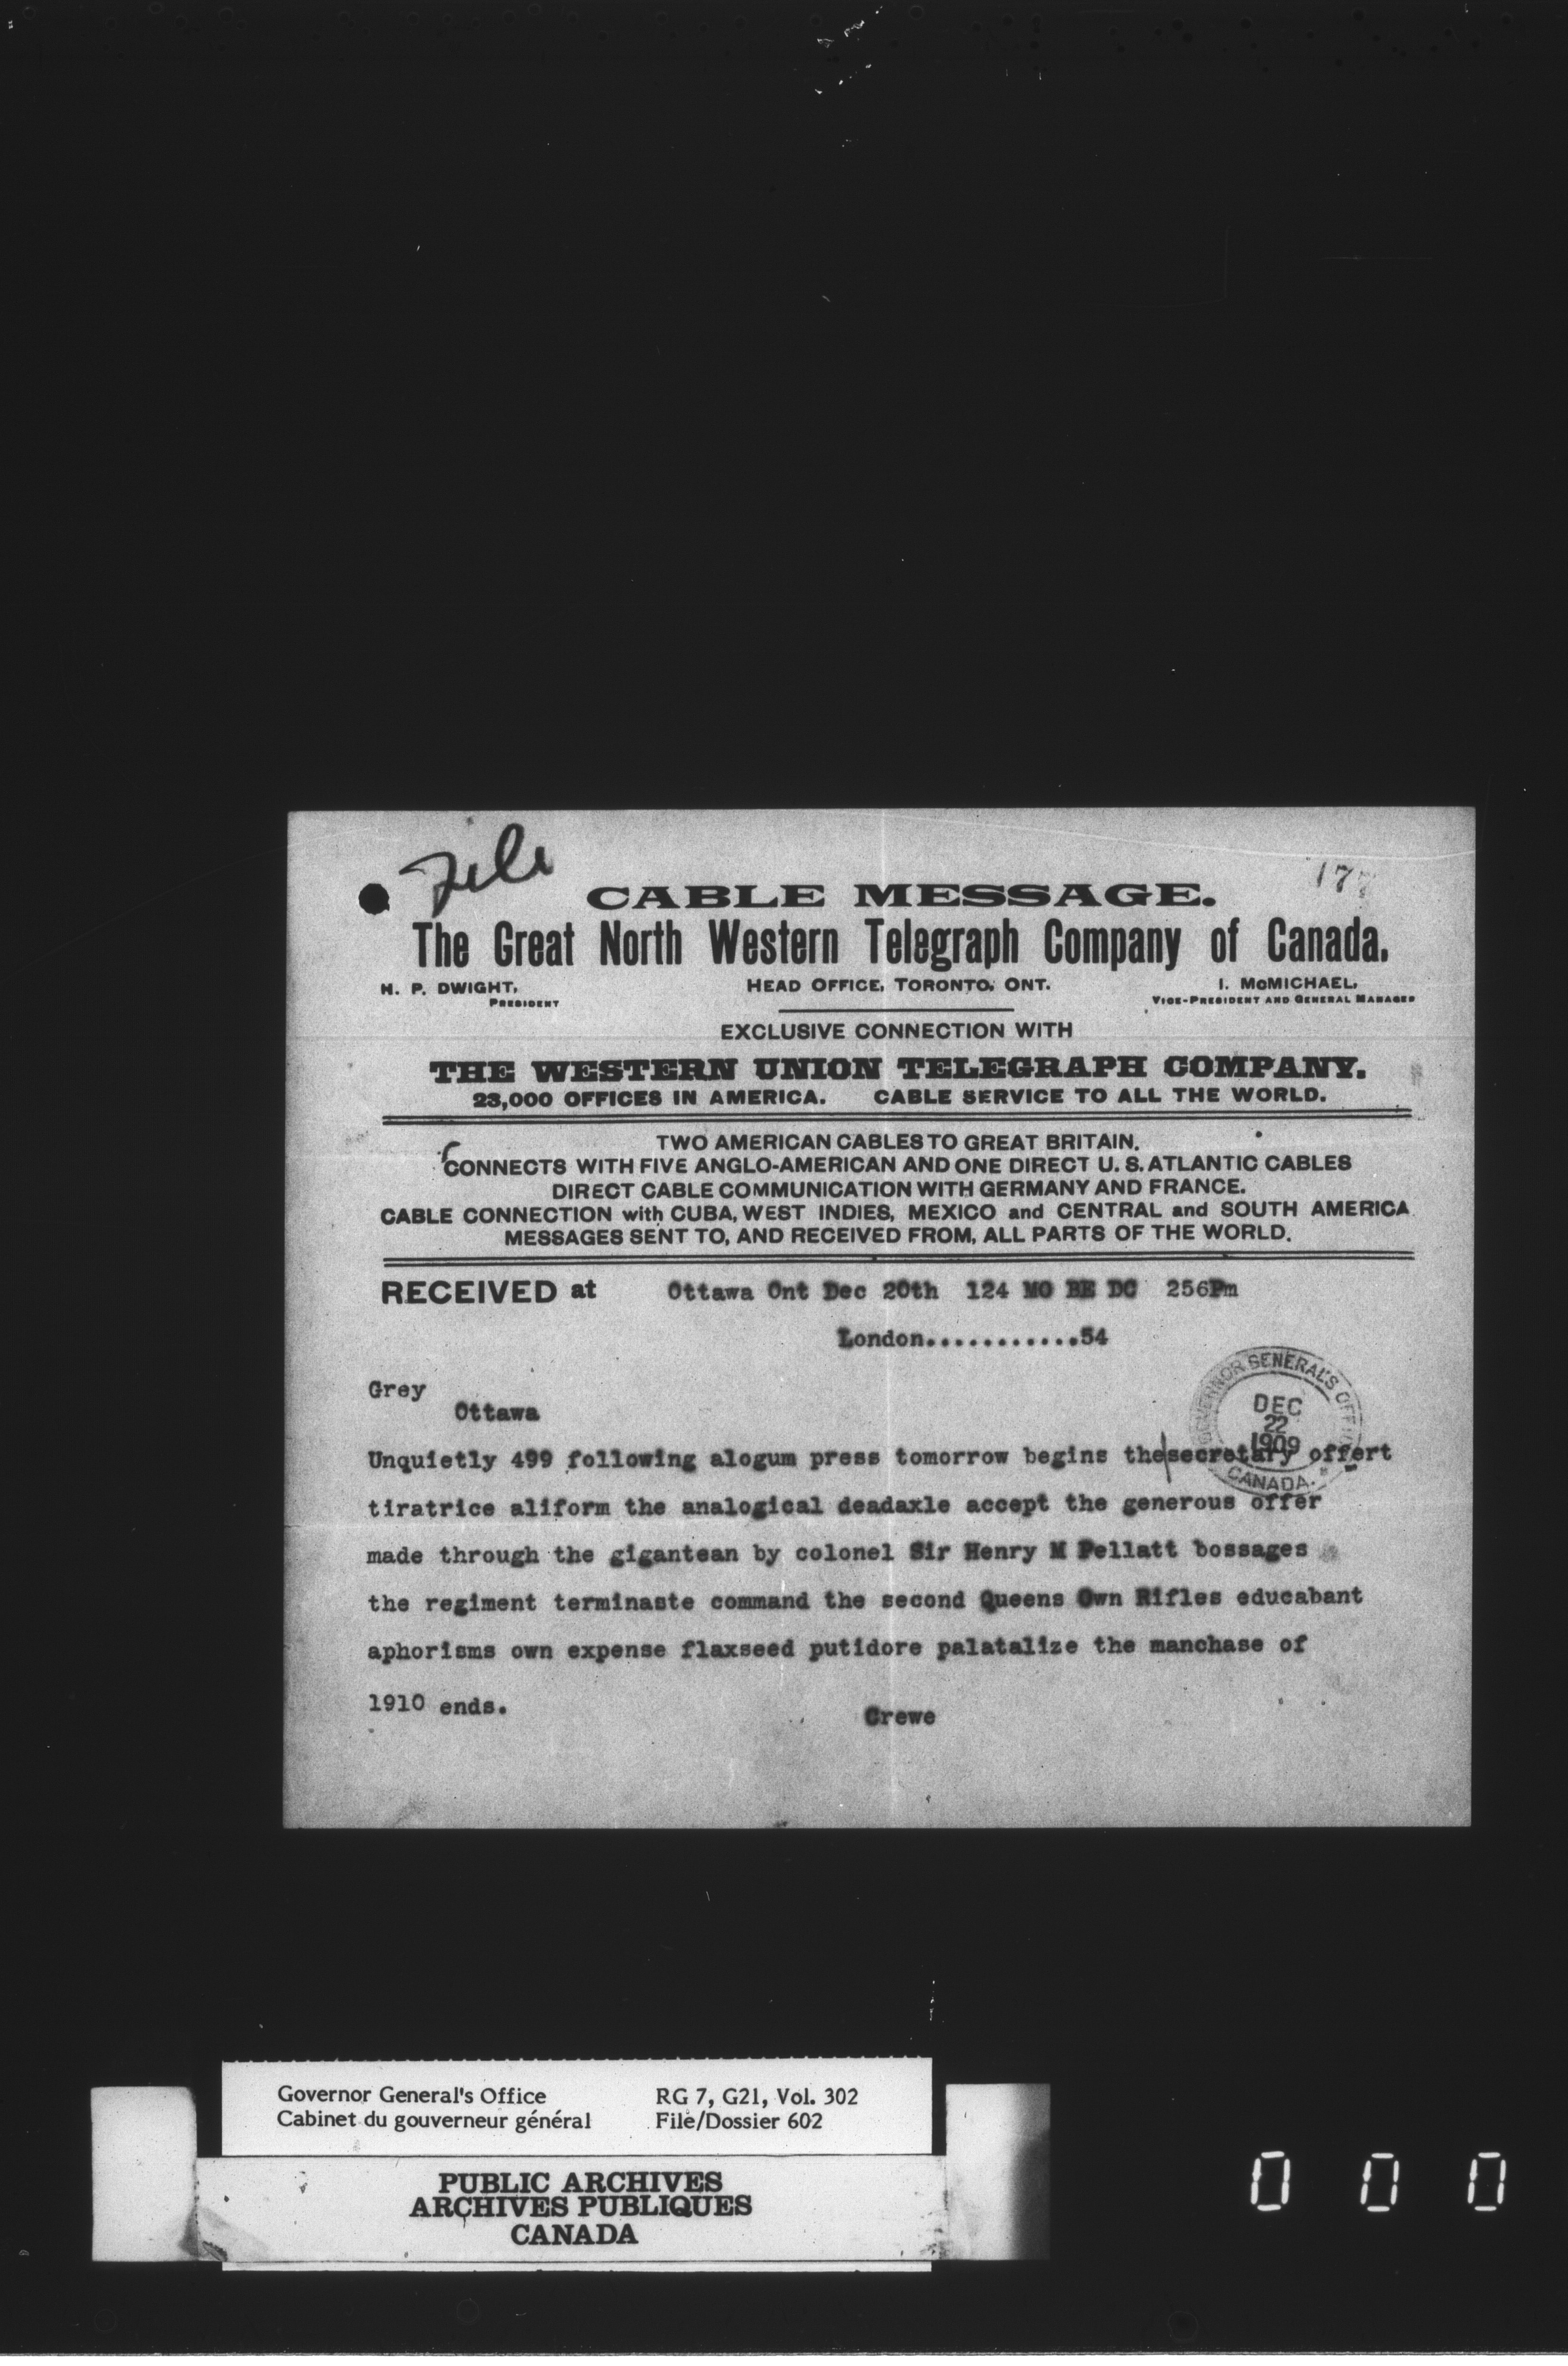 File
177
CABLE MESSAGE.
The Great North Western Telegraph Company of Canada.
H. P. DWIGHT, HEAD OFFICE, TORONTO, ONT. I. McMICHAEL,
PRESIDENT VICE-PRESIDENT AND GENERAL MANAGER
EXCLUSIVE CONNECTION WITH
THE WESTERN UNION TELEGRAPH COMPANY.
23,000 OFFICES IN AMERICA. CABLE SERVICE TO ALL THE WORLD.
TWO AMERICAN CABLES TO GREAT BRITAIN.
CONNECTS WITH FIVE ANGLO-AMERICAN AND ONE DIRECT U. S. ATLANTIC CABLES
DIRECT CABLE COMMUNICATION WITH GERMANY AND FRANCE.
CABLE CONNECTION with CUBA, WEST INDIES, MEXICO and CENTRAL and SOUTH AMERICA
MESSAGES SENT TO, AND RECEIVED FROM, ALL PARTS OF THE WORLD.
RECEIVED at Ottawa Ont Dec 20th 124 MO BE DC 256Pm
London...........54
GOVERNOR GENERAL'S OFFICE
DEC
22
1909
CANADA.
Grey
Ottawa
Unquietly 499 following alogum press tomorrow begins the|secretary offert
tiratrice aliform the analogical deadaxle accept the generous offer
made through the gigantean by colonel Sir Henry M Pellatt bossages
the regiment terminaste command the second Queens Own Rifles educabant
aphorisms own expense flaxseed putidore palatalize the manchase of
1910 ends.
Crewe
Governor General's Office RG 7, G21, Vol. 302
Cabinet du gouverneur général File/Dossier 602
PUBLIC ARCHIVES
ARCHIVES PUBLIQUES
CANADA
0 0 0